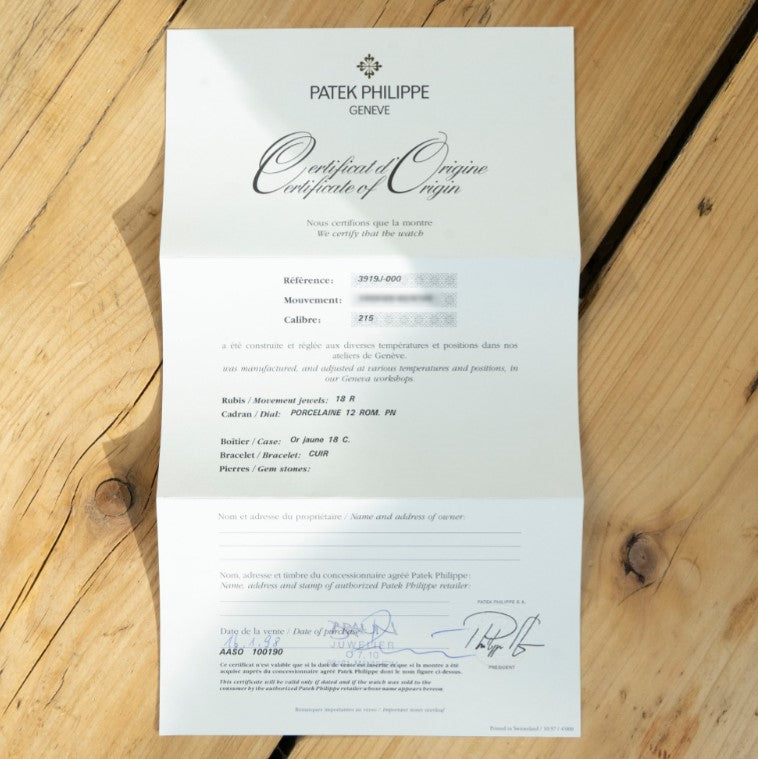 PATEK PHILIPPE
GENEVE
Certificat d'Origine
Certificate of Origin
Nous certifions que la montre
We certify that the watch
Référence: 3919J-000
Mouvement:
Calibre: 215
a été construite et réglée aux diverses températures et positions dans nos
ateliers de Genève.
was manufactured, and adjusted at various temperatures and positions, in
our Geneva workshops.
Rubis / Movement jewels: 18 R
Cadran / Dial: PORCELAINE 12 ROM. PN
Boîtier / Case: Or jaune 18 C.
Bracelet / Bracelet: CUIR
Pierres / Gem stones:
Nom et adresse du propriétaire / Name and address of owner:
Nom, adresse et timbre du concessionnaire agréé Patek Philippe:
Name, address and stamp of authorized Patek Philippe retailer:
PATEK PHILIPPE S.A.
Date de la vente / Date of purchase
16.1.98
JUWELIER
AASO 100190
PRESIDENT
Ce certificat n'est valable que si la date de vente est inscrite et que si la montre a été
acquise auprès du concessionnaire agréé Patek Philippe dont le nom figure ci-dessus.
This certificate will be valid only if dated and if the watch was sold to the
consumer by the authorized Patek Philippe retailer whose name appears hereon.
Remarques importantes au verso / Important notes overleaf
Printed in Switzerland / 10.97 /